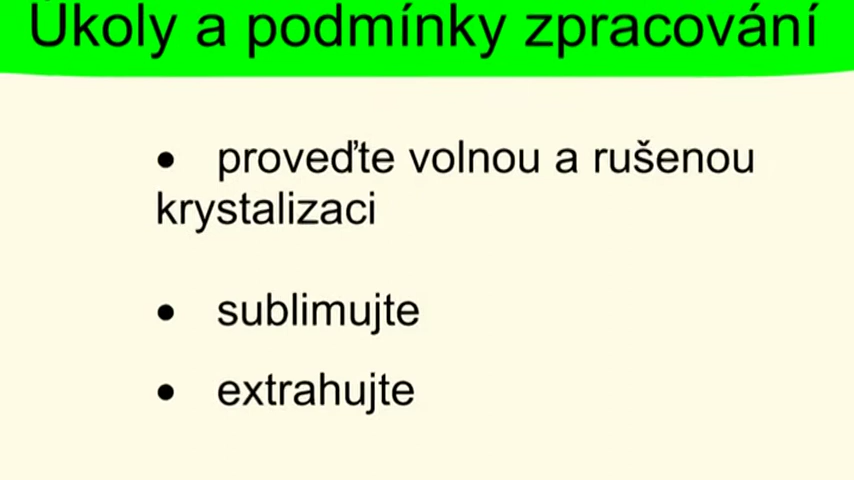 Úkoly a podmínky zpracování
• proveďte volnou a rušenou
krystalizaci
• sublimujte
• extrahujte